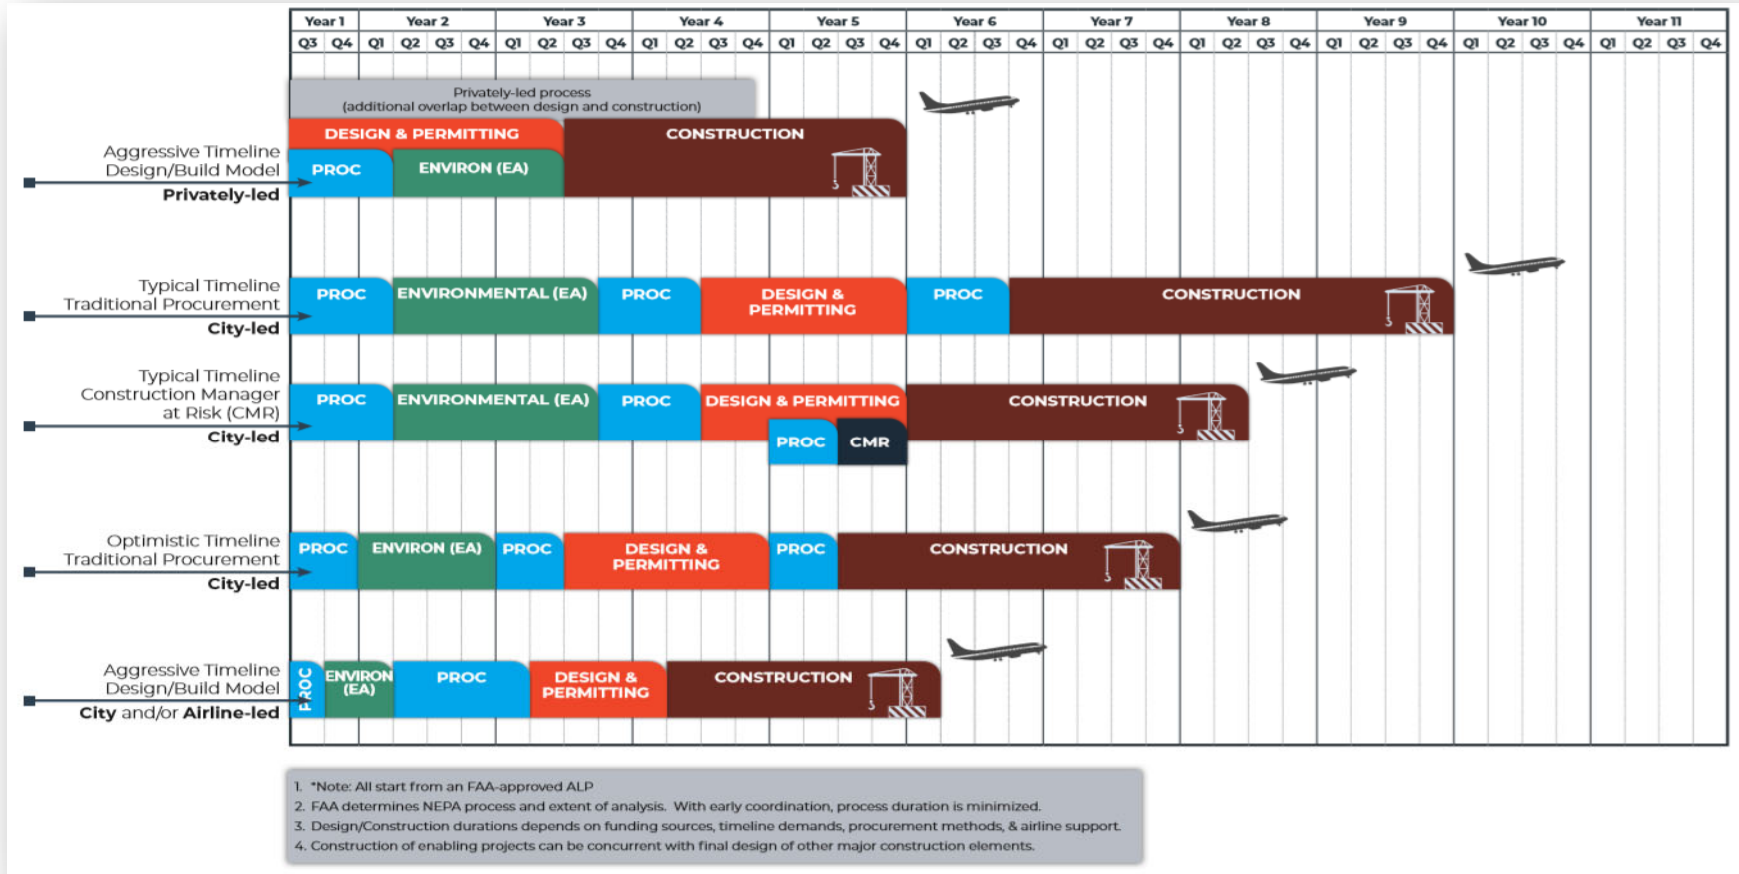 Year 1 Year 2 Year 3 Year 4 Year 5 Year 6 Year 7 Year 8 Year 9 Year 10 Year 11
Q3 Q4 Q1 Q2 Q3 Q4 Q1 Q2 Q3 Q4 Q1 Q2 Q3 Q4 Q1 Q2 Q3 Q4 Q1 Q2 Q3 Q4 Q1 Q2 Q3 Q4 Q1 Q2 Q3 Q4 Q1 Q2 Q3 Q4 Q1 Q2 Q3 Q4 Q1 Q2 Q3 Q4
Privately-led process
(additional overlap between design and construction)
DESIGN & PERMITTING CONSTRUCTION
Aggressive Timeline
Design/Build Model
Privately-led
PROC ENVIRON (EA)
Typical Timeline
Traditional Procurement
City-led
PROC ENVIRONMENTAL (EA) PROC DESIGN & PROC CONSTRUCTION
PERMITTING
Typical Timeline
Construction Manager
at Risk (CMR)
City-led
PROC ENVIRONMENTAL (EA) PROC DESIGN & PERMITTING CONSTRUCTION
PROC CMR
Optimistic Timeline
Traditional Procurement
City-led
PROC ENVIRON (EA) PROC DESIGN & PROC CONSTRUCTION
PERMITTING
Aggressive Timeline
Design/Build Model
City and/or Airline-led
PROC ENVIRON PROC DESIGN & CONSTRUCTION
(EA) PERMITTING
1. *Note: All start from an FAA-approved ALP
2. FAA determines NEPA process and extent of analysis. With early coordination, process duration is minimized.
3. Design/Construction durations depends on funding sources, timeline demands, procurement methods, & airline support.
4. Construction of enabling projects can be concurrent with final design of other major construction elements.